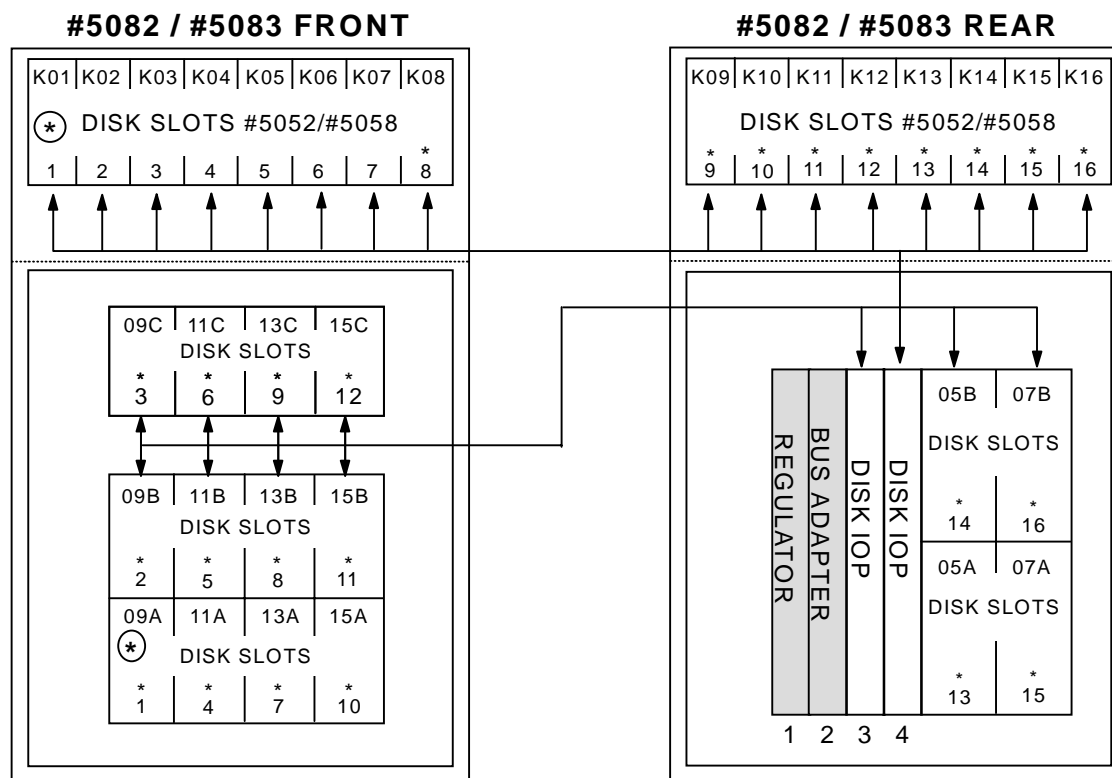 #5082 / #5083 FRONT
K01 K02 K03 K04 K05 K06 K07 K08
* DISK SLOTS #5052/#5058
*
1 2 3 4 5 6 7 8
09C 11C 13C 15C
DISK SLOTS
* * * *
3 6 9 12
09B 11B 13B 15B
DISK SLOTS
* * * *
2 5 8 11
09A 11A 13A 15A
* DISK SLOTS
* * * *
1 4 7 10
#5082 / #5083 REAR
K09 K10 K11 K12 K13 K14 K15 K16
DISK SLOTS #5052/#5058
* * * * * * * *
9 10 11 12 13 14 15 16
REGULATOR
BUS ADAPTER
DISK IOP
DISK IOP
05B 07B
DISK SLOTS
* *
14 16
05A 07A
DISK SLOTS
* *
13 15
1 2 3 4